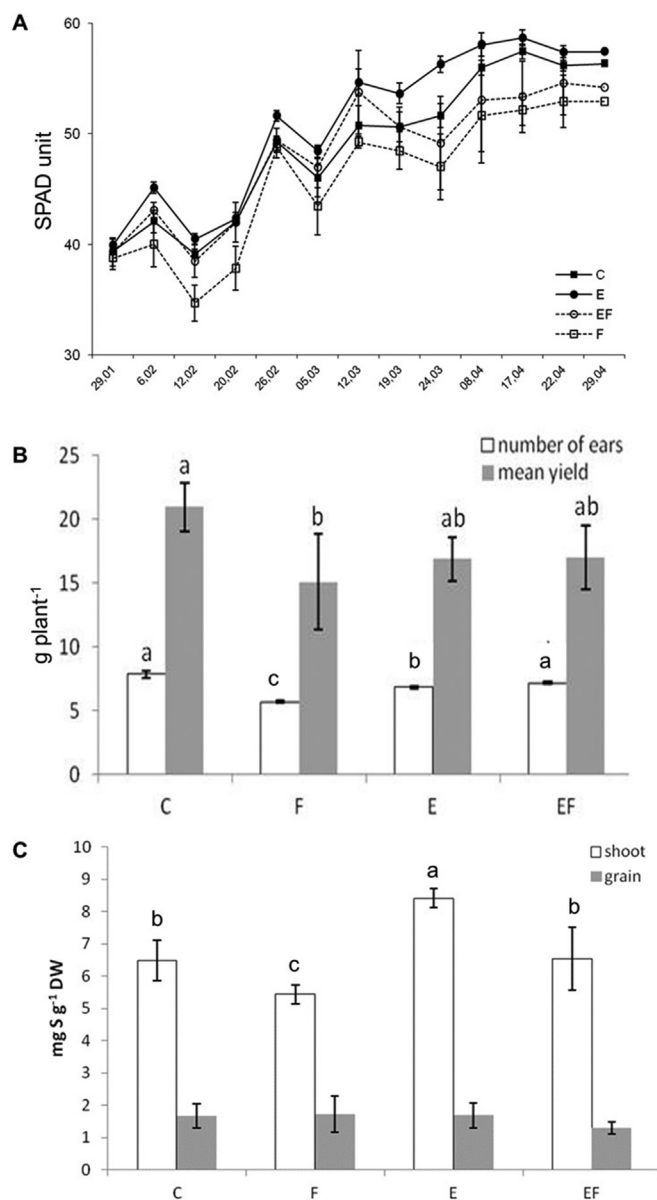 A
SPAD unit
60
50
40
30
C
E
EF
F
29,01 6,02 12,02 20,02 26,02 05,03 12,03 19,03 24,03 08,04 17,04 22,04 29,04
B
number of ears
mean yield
g plant⁻¹
25
20
15
10
5
0
a a
c b
b ab
a ab
C F E EF
C
shoot
grain
mg S g⁻¹ DW
10
9
8
7
6
5
4
3
2
1
0
b c a b
C F E EF